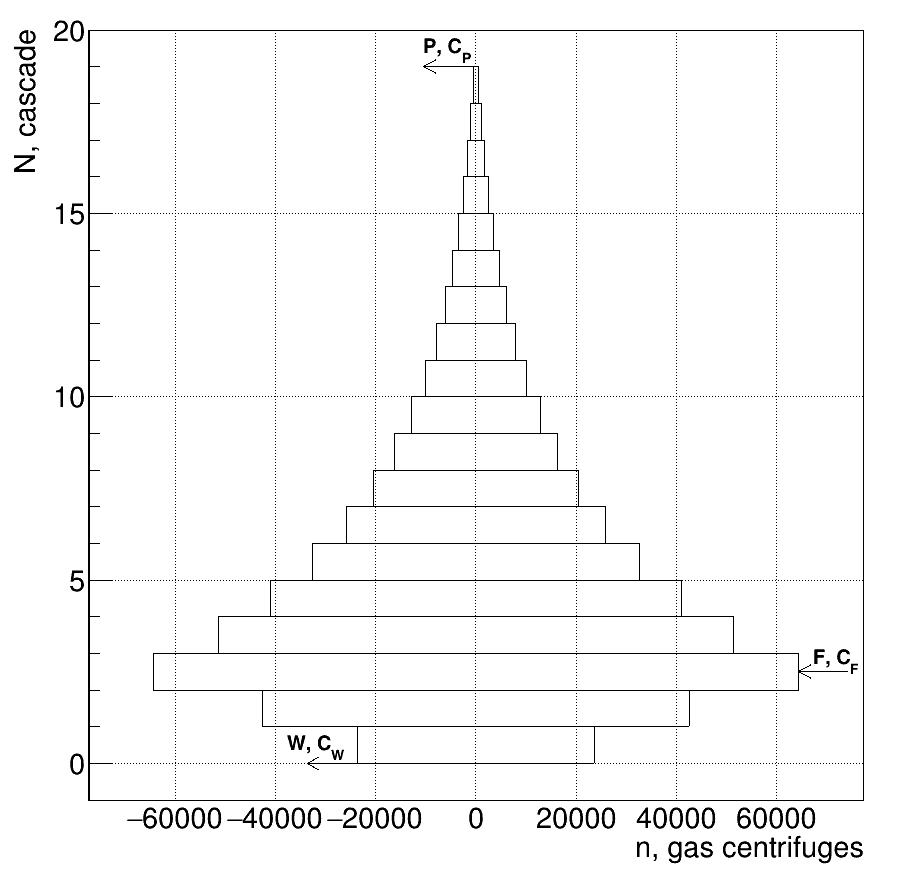 N, cascade
20
15
10
5
0
P, C_P
F, C_F
W, C_W
−60000 −40000 −20000 0 20000 40000 60000
n, gas centrifuges